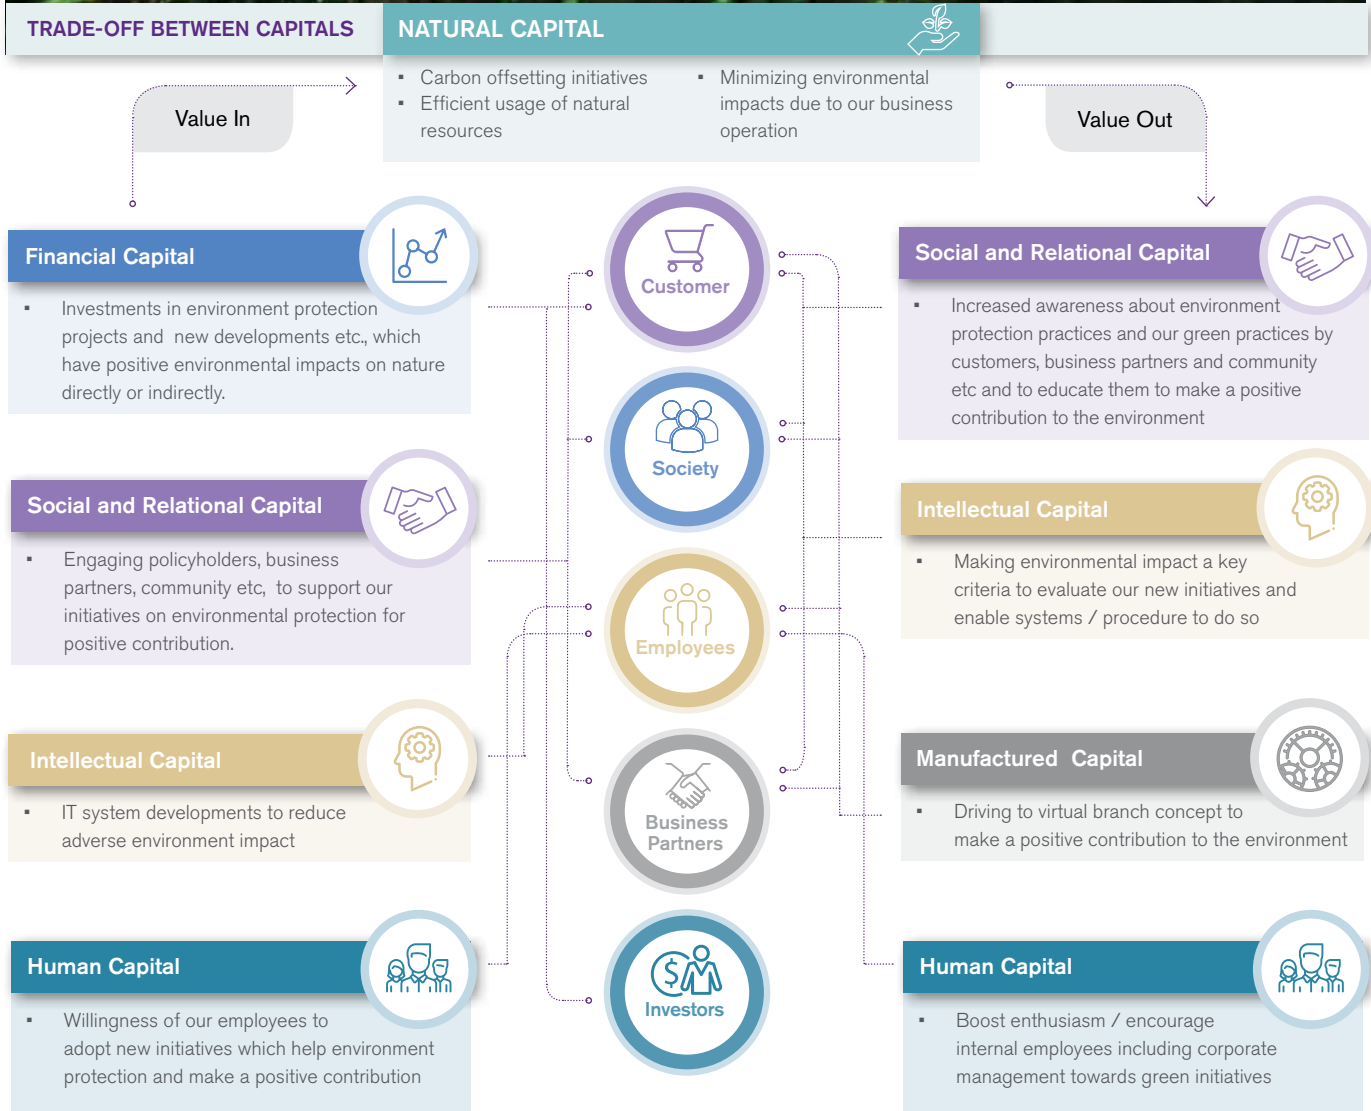 TRADE-OFF BETWEEN CAPITALS
NATURAL CAPITAL
▪ Carbon offsetting initiatives
▪ Efficient usage of natural
resources
▪ Minimizing environmental
impacts due to our business
operation
Value In
Value Out
Financial Capital
▪ Investments in environment protection
projects and new developments etc., which
have positive environmental impacts on nature
directly or indirectly.
Social and Relational Capital
▪ Engaging policyholders, business
partners, community etc, to support our
initiatives on environmental protection for
positive contribution.
Intellectual Capital
▪ IT system developments to reduce
adverse environment impact
Human Capital
▪ Willingness of our employees to
adopt new initiatives which help environment
protection and make a positive contribution
Customer
Society
Employees
Business
Partners
$
Investors
Social and Relational Capital
▪ Increased awareness about environment
protection practices and our green practices by
customers, business partners and community
etc and to educate them to make a positive
contribution to the environment
Intellectual Capital
▪ Making environmental impact a key
criteria to evaluate our new initiatives and
enable systems / procedure to do so
Manufactured Capital
▪ Driving to virtual branch concept to
make a positive contribution to the environment
Human Capital
▪ Boost enthusiasm / encourage
internal employees including corporate
management towards green initiatives